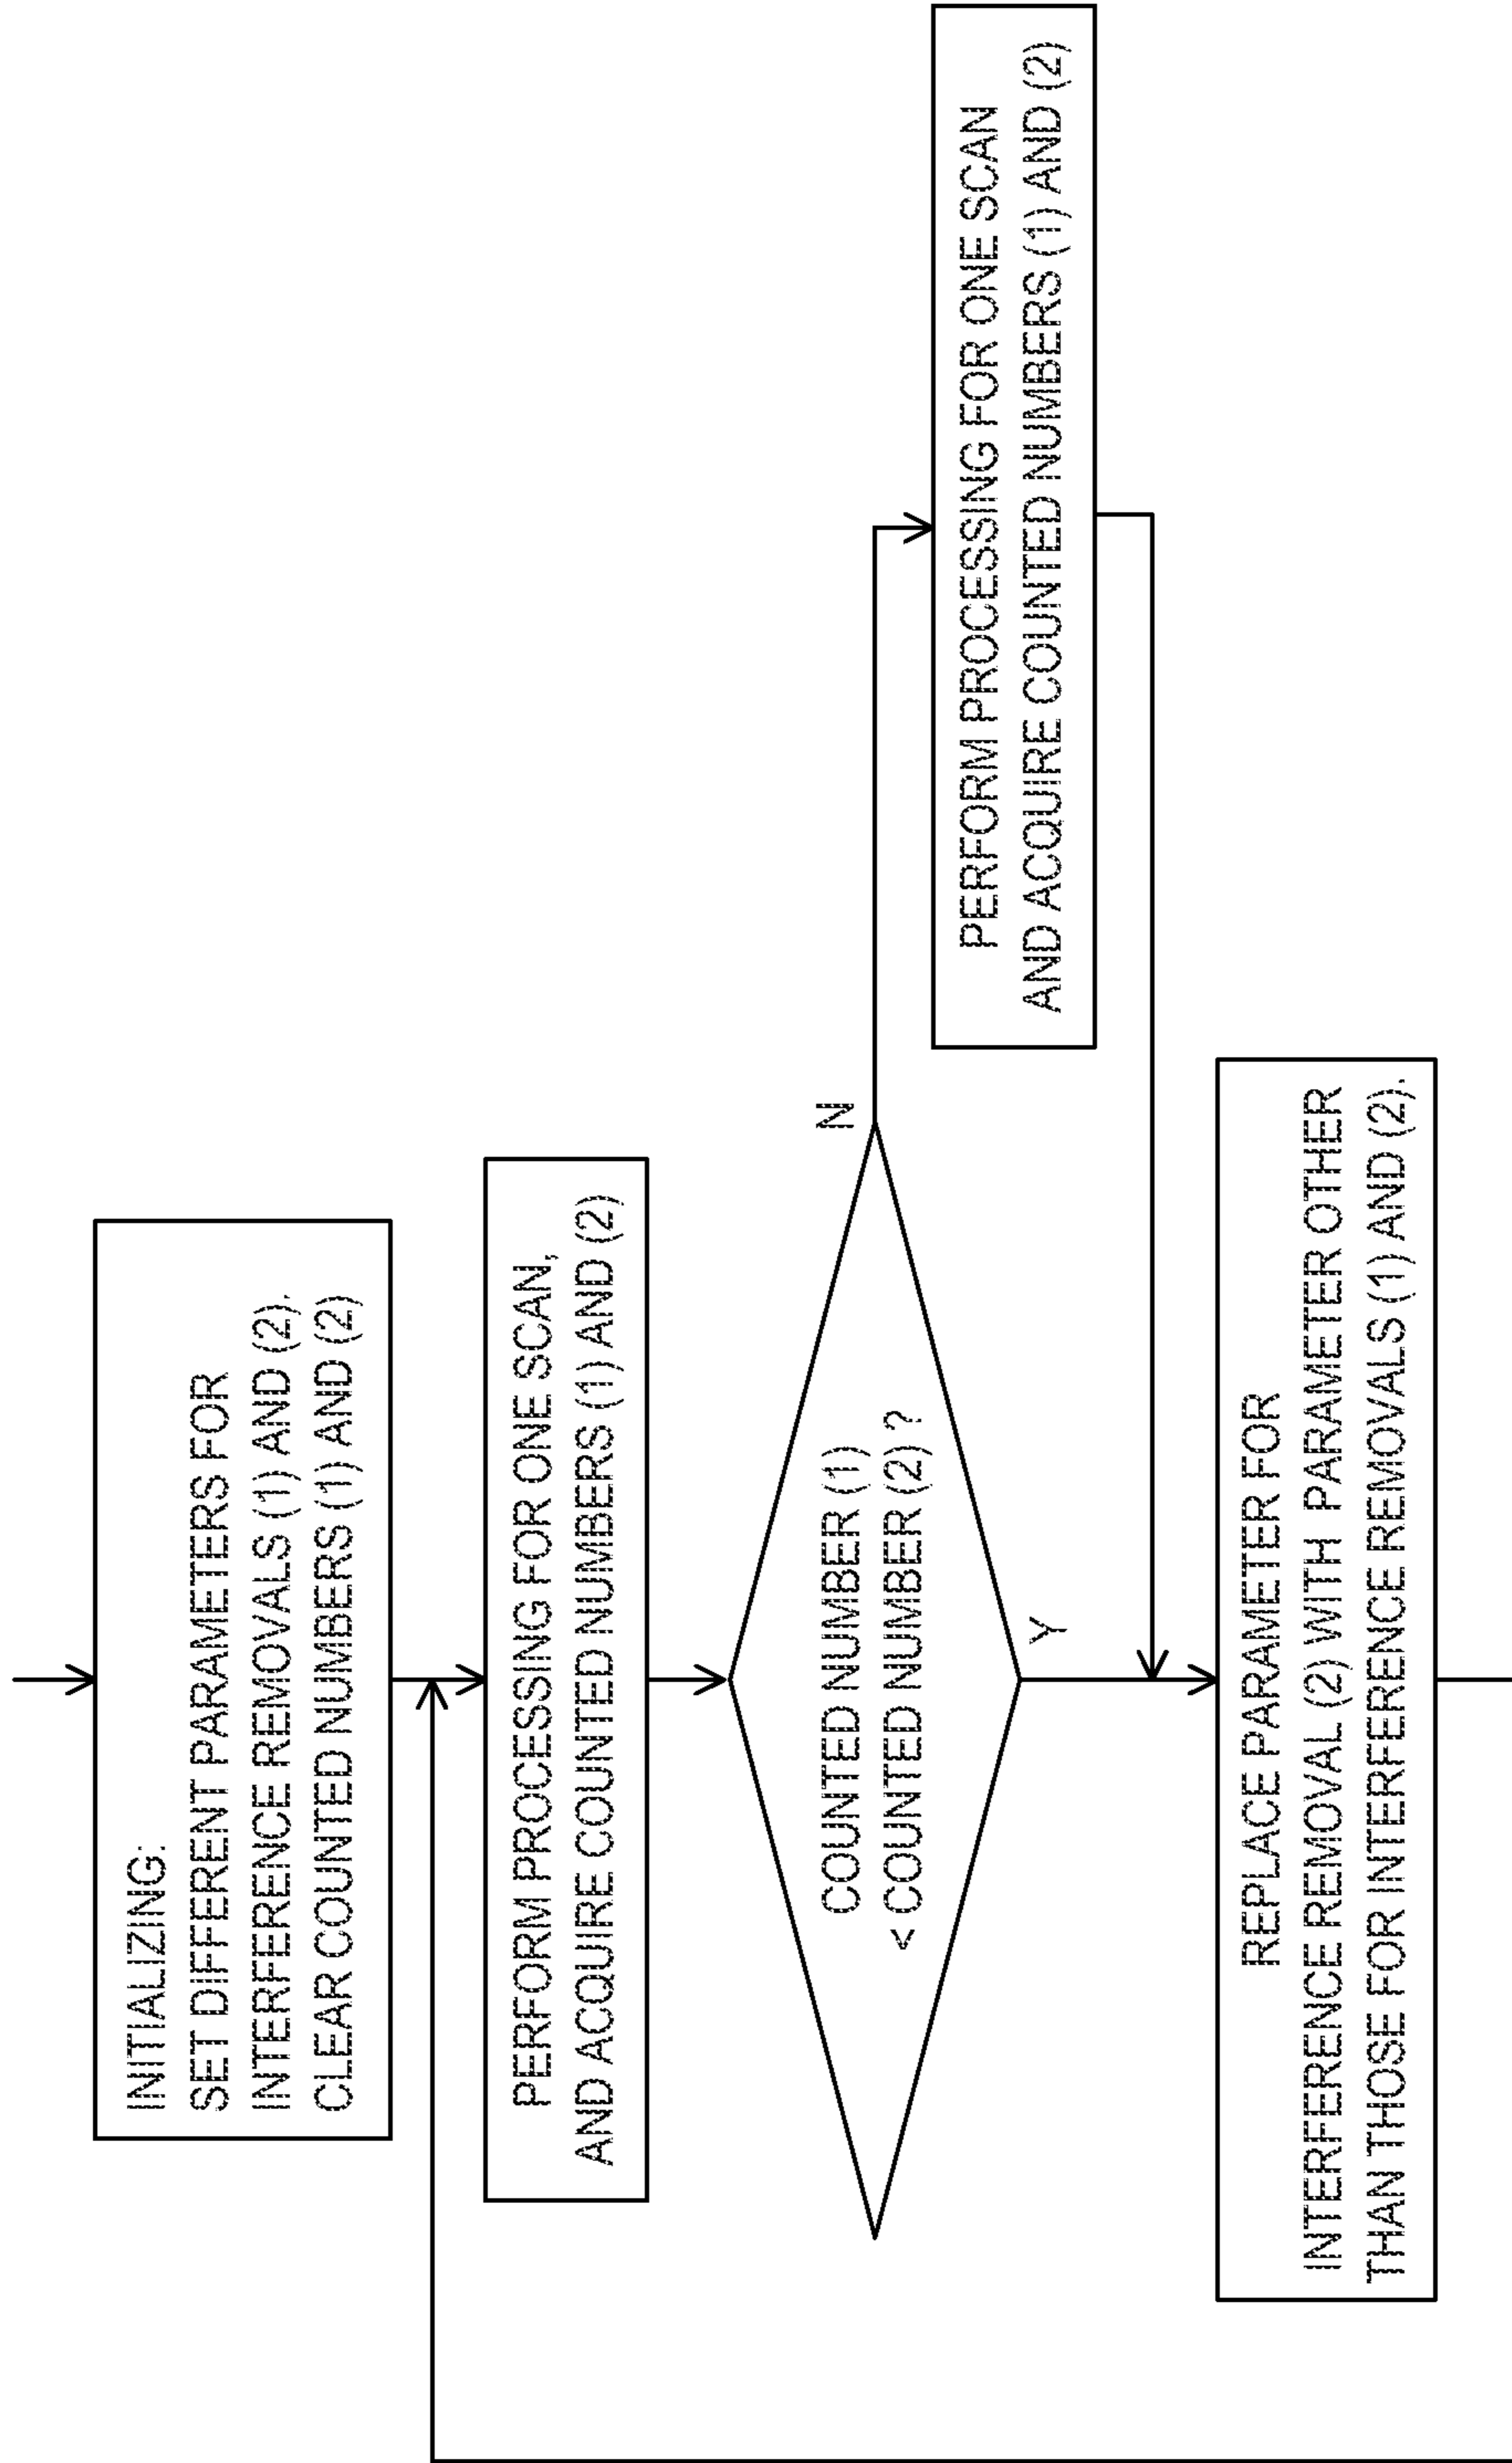 INITIALIZING:
SET DIFFERENT PARAMETERS FOR
INTERFERENCE REMOVALS (1) AND (2).
CLEAR COUNTED NUMBERS (1) AND (2)
PERFORM PROCESSING FOR ONE SCAN,
AND ACQUIRE COUNTED NUMBERS (1) AND (2)
COUNTED NUMBER (1)
< COUNTED NUMBER (2) ?
N
Y
PERFORM PROCESSING FOR ONE SCAN
AND ACQUIRE COUNTED NUMBERS (1) AND (2)
REPLACE PARAMETER FOR
INTERFERENCE REMOVAL (2) WITH PARAMETER OTHER
THAN THOSE FOR INTERFERENCE REMOVALS (1) AND (2).